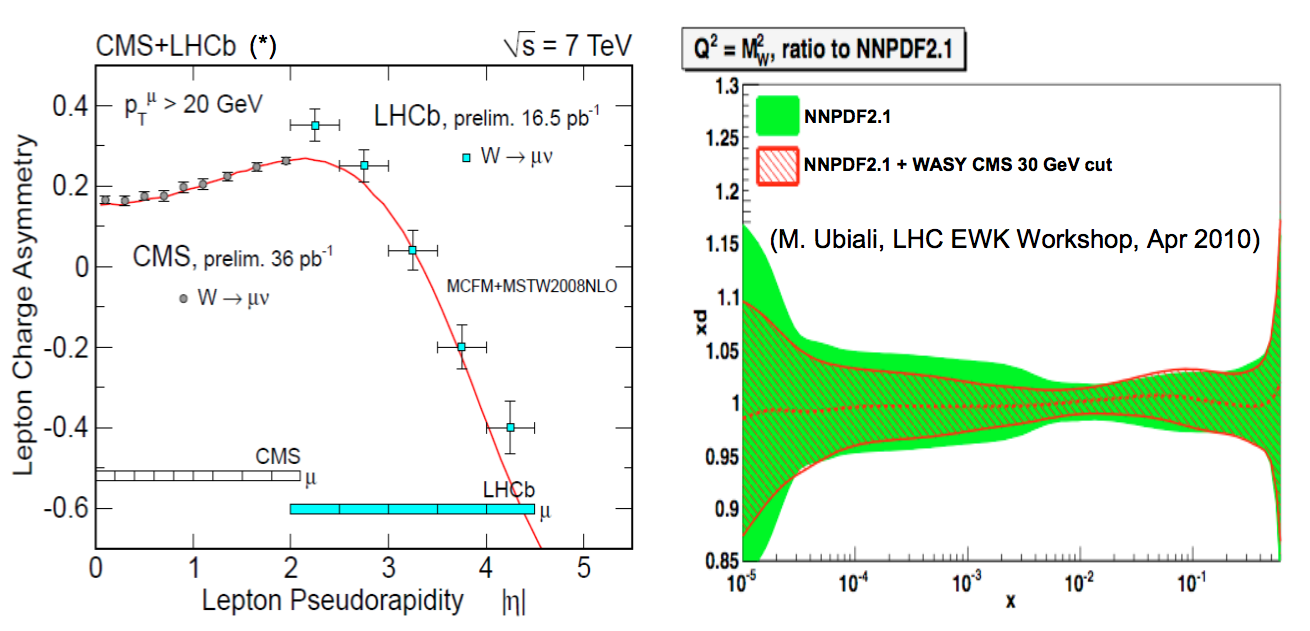 CMS+LHCb (*)
√s = 7 TeV
p_T^μ > 20 GeV
LHCb, prelim. 16.5 pb⁻¹
W → μν
CMS, prelim. 36 pb⁻¹
W → μν
MCFM+MSTW2008NLO
CMS
μ
LHCb
μ
Lepton Charge Asymmetry
0.4
0.2
0
-0.2
-0.4
-0.6
0 1 2 3 4 5
Lepton Pseudorapidity |η|
Q² = M_W², ratio to NNPDF2.1
NNPDF2.1
NNPDF2.1 + WASY CMS 30 GeV cut
(M. Ubiali, LHC EWK Workshop, Apr 2010)
xd
1.3
1.25
1.2
1.15
1.1
1.05
1
0.95
0.9
0.85
10⁻⁵ 10⁻⁴ 10⁻³ 10⁻² 10⁻¹
x